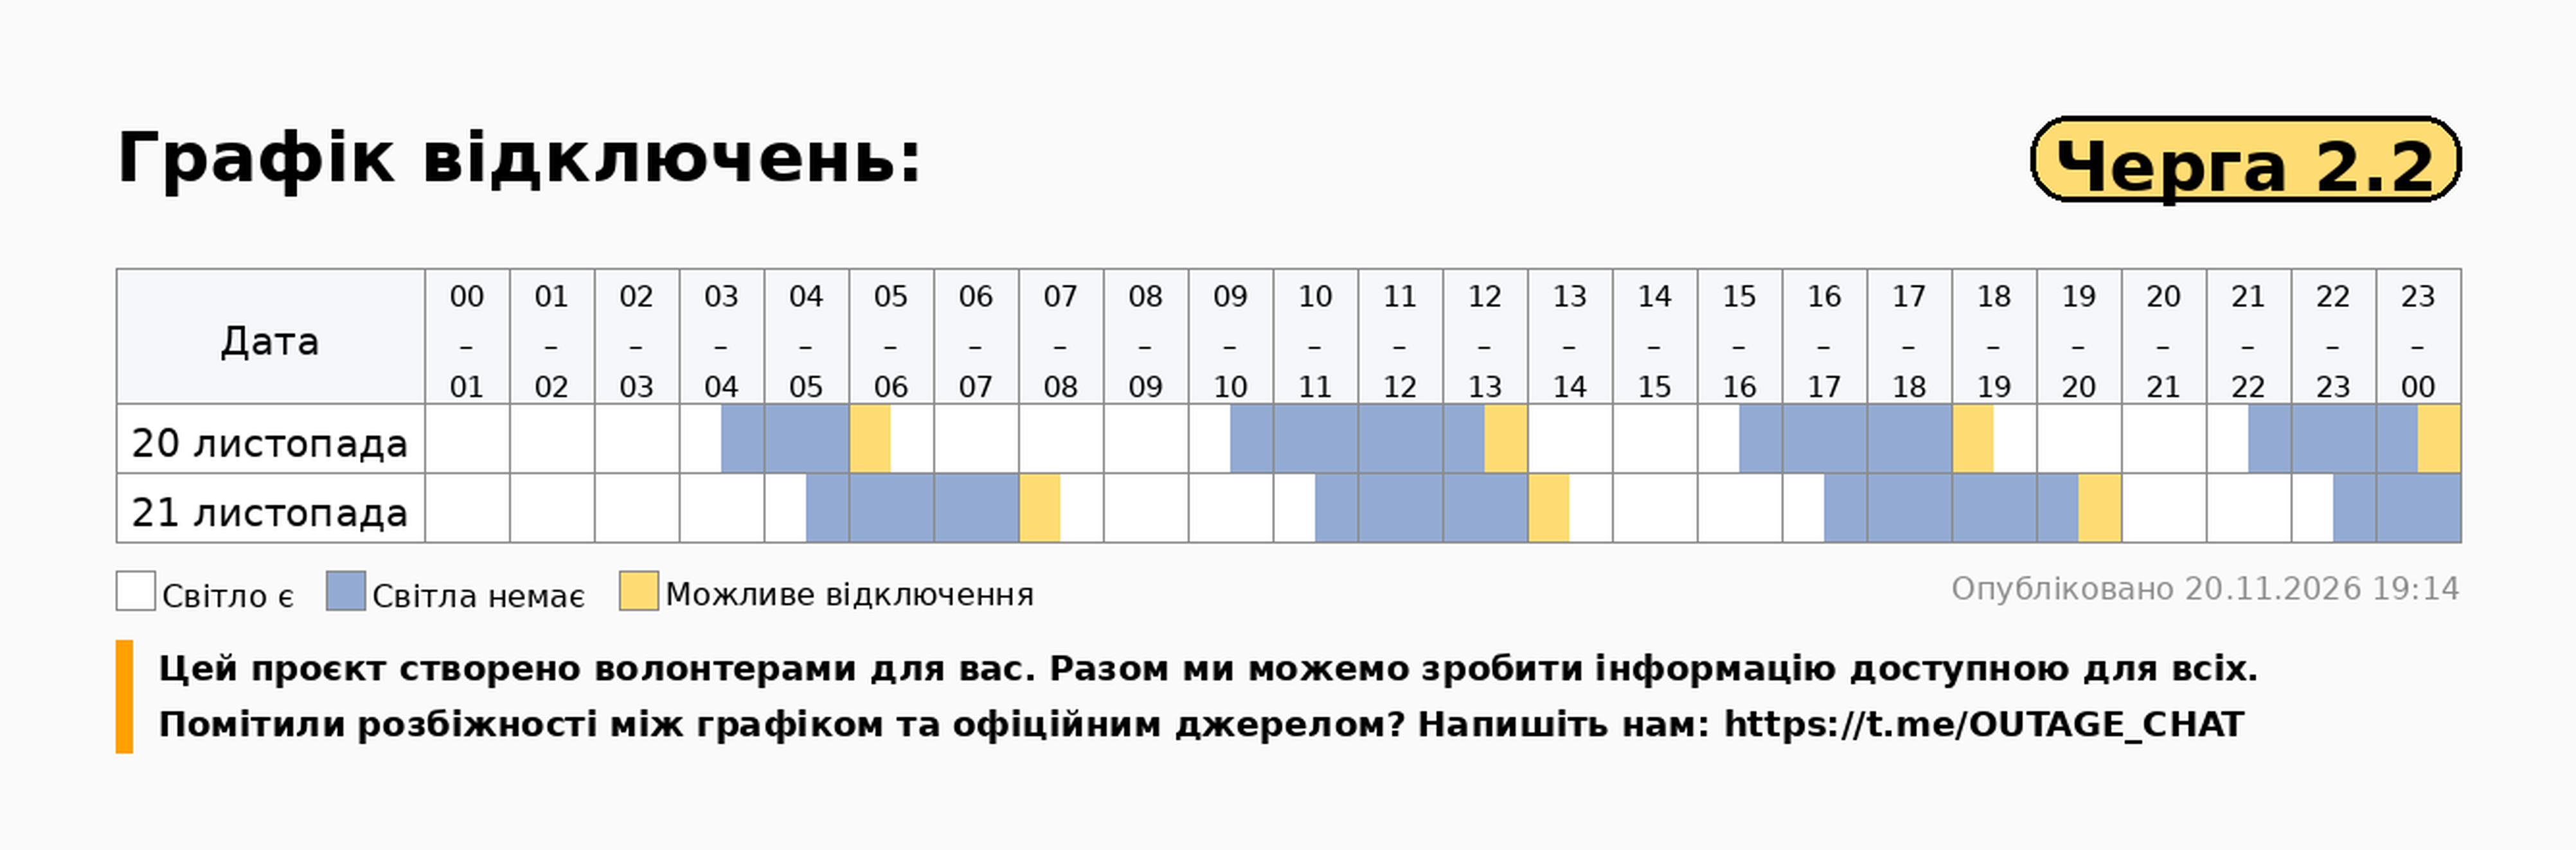 Графік відключень:
Черга 2.2
Дата
00 – 01
01 – 02
02 – 03
03 – 04
04 – 05
05 – 06
06 – 07
07 – 08
08 – 09
09 – 10
10 – 11
11 – 12
12 – 13
13 – 14
14 – 15
15 – 16
16 – 17
17 – 18
18 – 19
19 – 20
20 – 21
21 – 22
22 – 23
23 – 00
20 листопада
21 листопада
Світло є
Світла немає
Можливе відключення
Опубліковано 20.11.2026 19:14
Цей проєкт створено волонтерами для вас. Разом ми можемо зробити інформацію доступною для всіх.
Помітили розбіжності між графіком та офіційним джерелом? Напишіть нам: https://t.me/OUTAGE_CHAT